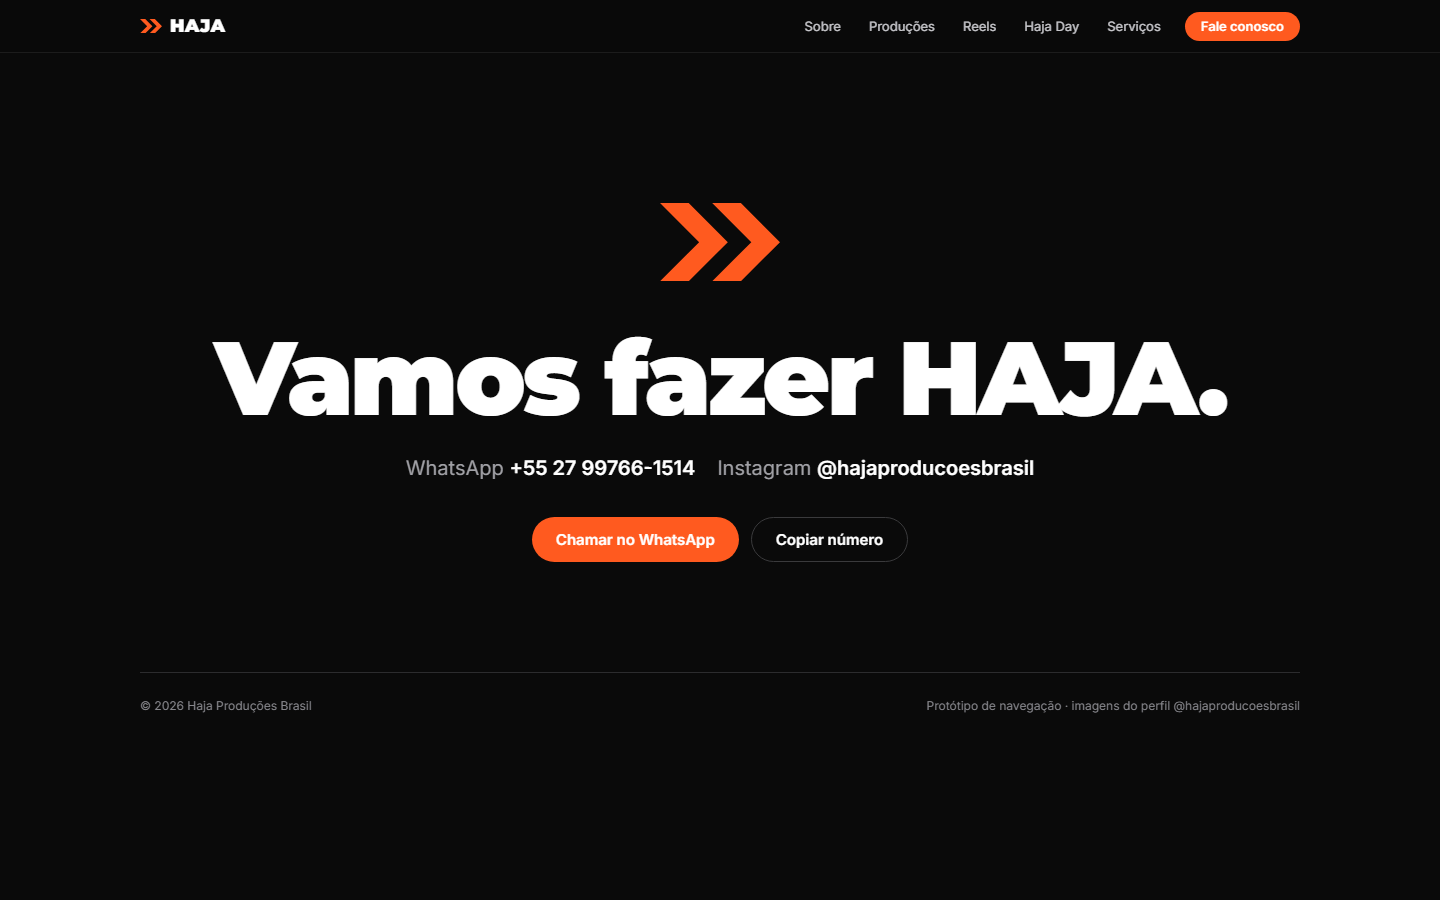 HAJA
Sobre Produções Reels Haja Day Serviços Fale conosco
Vamos fazer HAJA.
WhatsApp +55 27 99766-1514 Instagram @hajaproducoesbrasil
Chamar no WhatsApp Copiar número
© 2026 Haja Produções Brasil
Protótipo de navegação · imagens do perfil @hajaproducoesbrasil